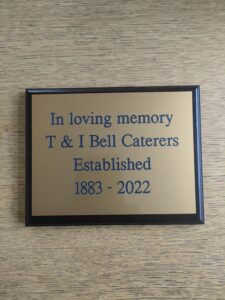 In loving memory
T & I Bell Caterers
Established
1883 - 2022